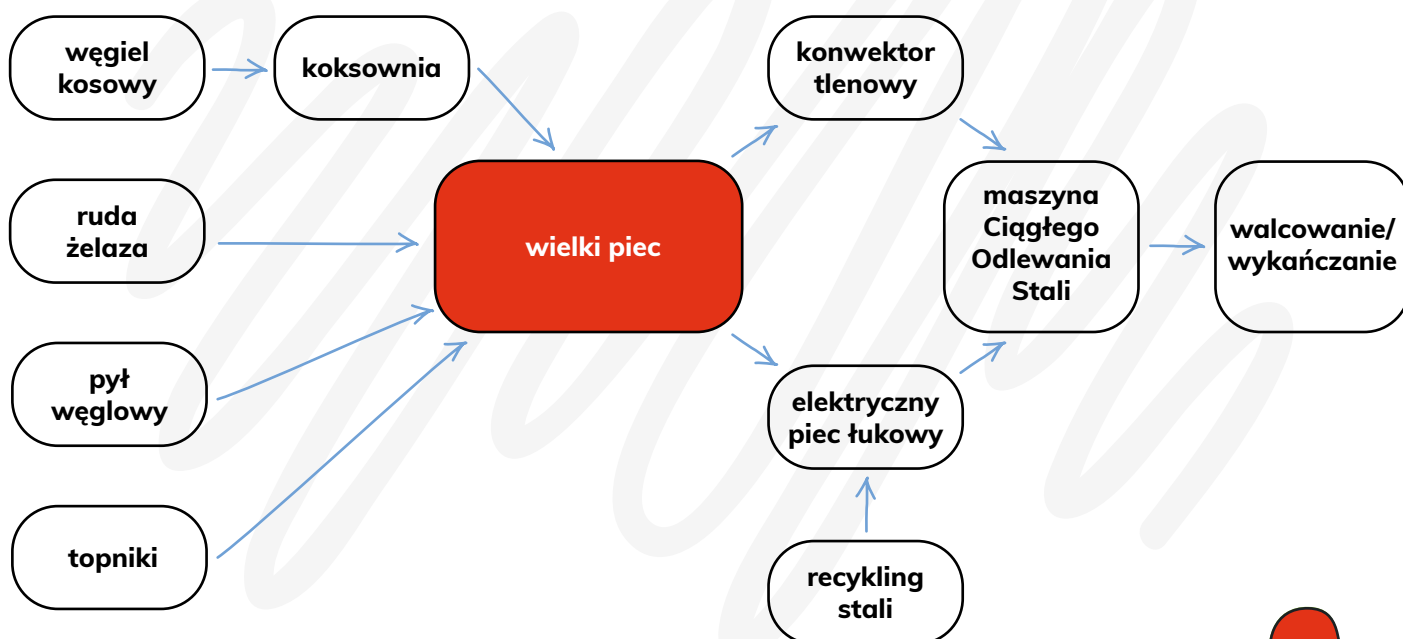 węgiel
kosowy
koksownia
konwektor
tlenowy
ruda
żelaza
wielki piec
maszyna
Ciągłego
Odlewania
Stali
walcowanie/
wykańczanie
pył
węglowy
elektryczny
piec łukowy
topniki
recykling
stali